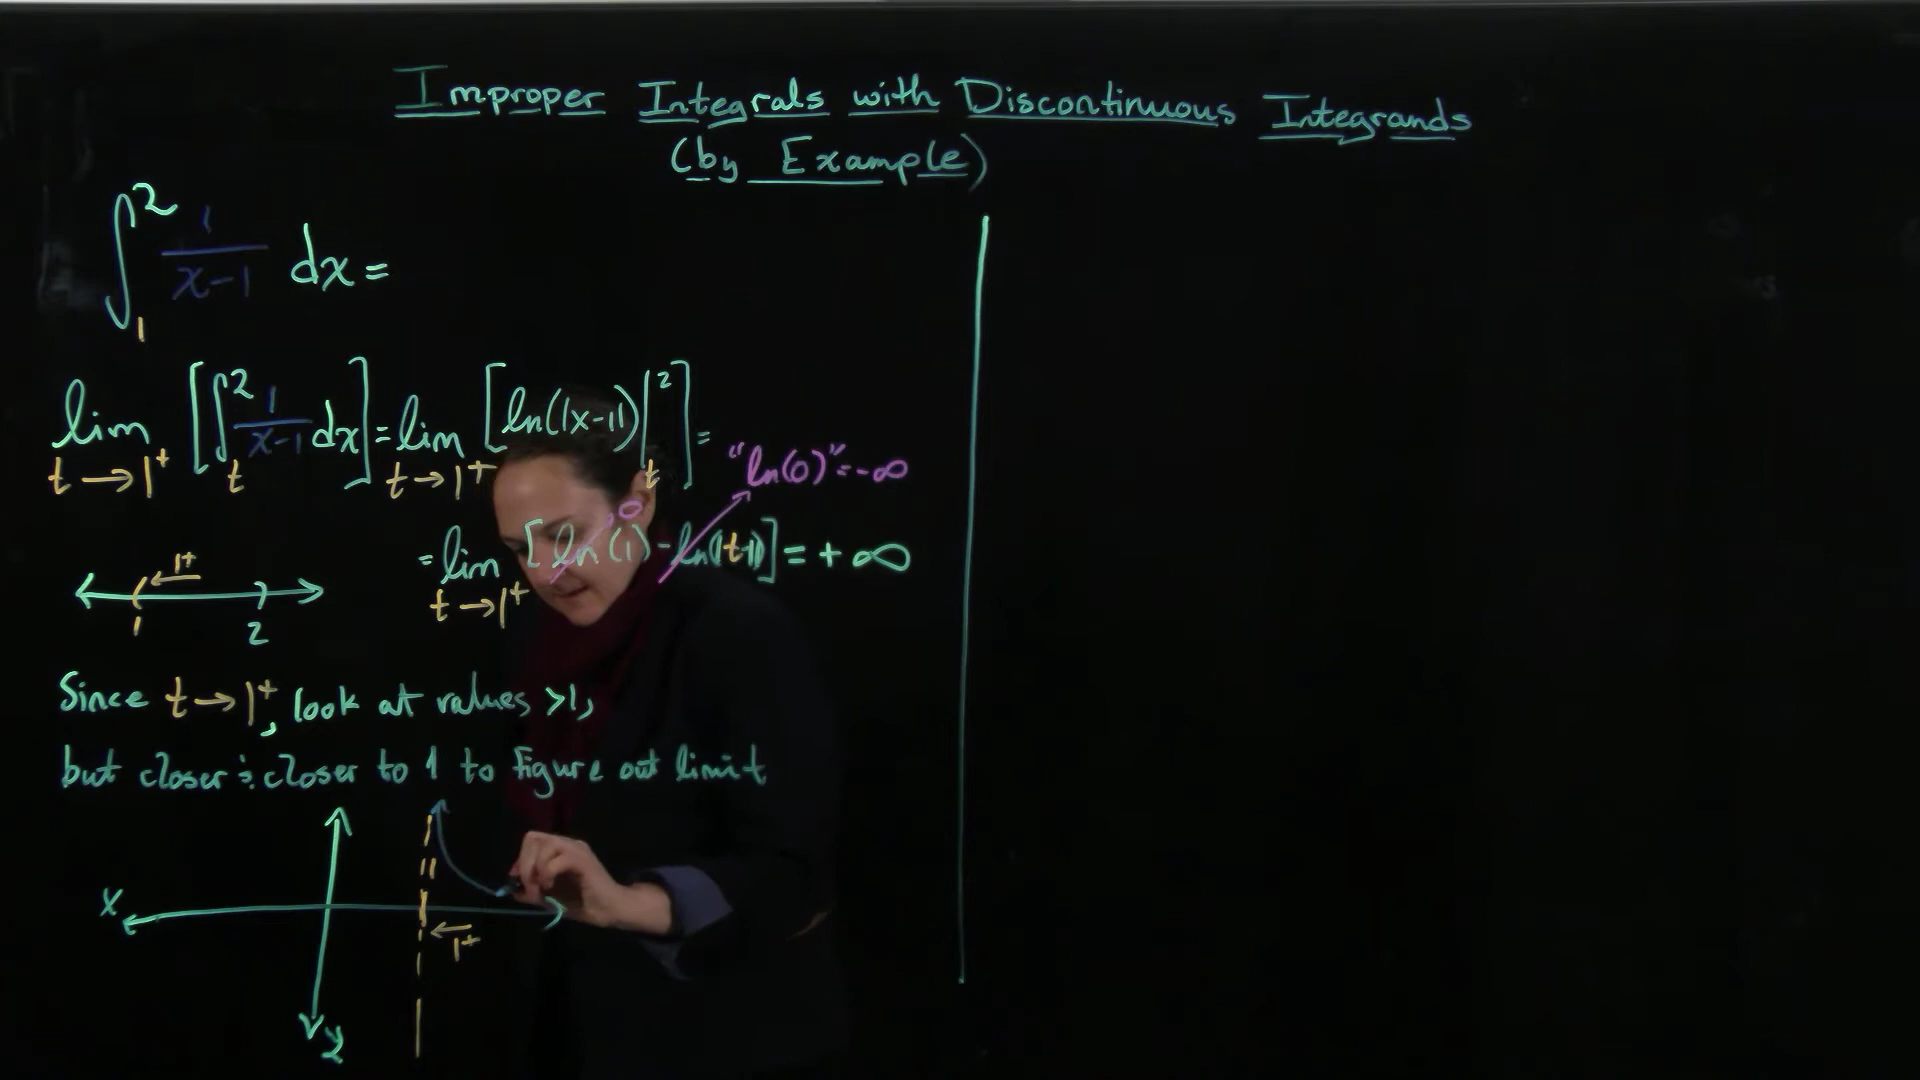 Improper Integrals with Discontinuous Integrands
(by Example)
∫₁² 1/(x-1) dx =
lim t→1⁺ [∫ₜ² 1/(x-1) dx] = lim t→1⁺ [ln(|x-1|)|ₜ²] =
"ln(0)" = -∞
0
= lim t→1⁺ [ln(1) - ln(|t-1|)] = +∞
1⁺
1 2
Since t→1⁺, look at values >1,
but closer & closer to 1 to figure out limit
x
1⁺
y